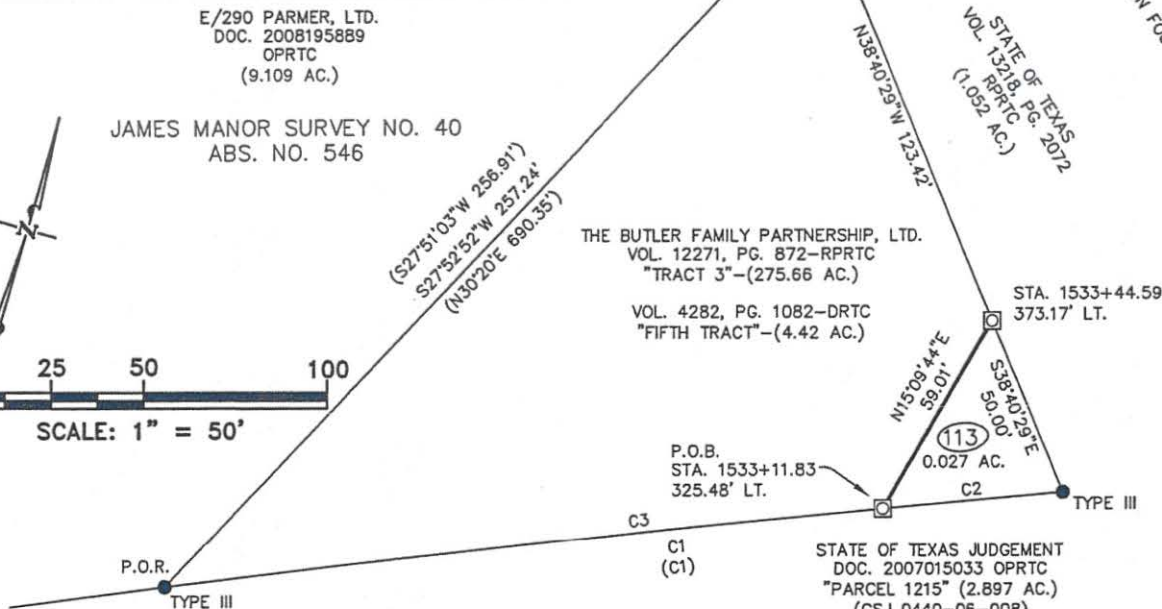 E/290 PARMER, LTD.
DOC. 2008195889
OPRTC
(9.109 AC.)
JAMES MANOR SURVEY NO. 40
ABS. NO. 546
N
25 50 100
SCALE: 1" = 50'
(S27°51'03"W 256.91')
S27°52'52"W 257.24'
(N30°20'E 690.35')
N38°40'29"W 123.42'
STATE OF TEXAS
VOL. 13218, PG. 2072
RPRTC
(1.052 AC.)
THE BUTLER FAMILY PARTNERSHIP, LTD.
VOL. 12271, PG. 872-RPRTC
"TRACT 3"-(275.66 AC.)
VOL. 4282, PG. 1082-DRTC
"FIFTH TRACT"-(4.42 AC.)
STA. 1533+44.59
373.17' LT.
N15°09'44"E
59.01'
S38°40'29"E
50.00'
113
0.027 AC.
P.O.B.
STA. 1533+11.83
325.48' LT.
C2
TYPE III
C3
C1
(C1)
P.O.R.
TYPE III
STATE OF TEXAS JUDGEMENT
DOC. 2007015033 OPRTC
"PARCEL 1215" (2.897 AC.)
(CSJ 0440-06-008)